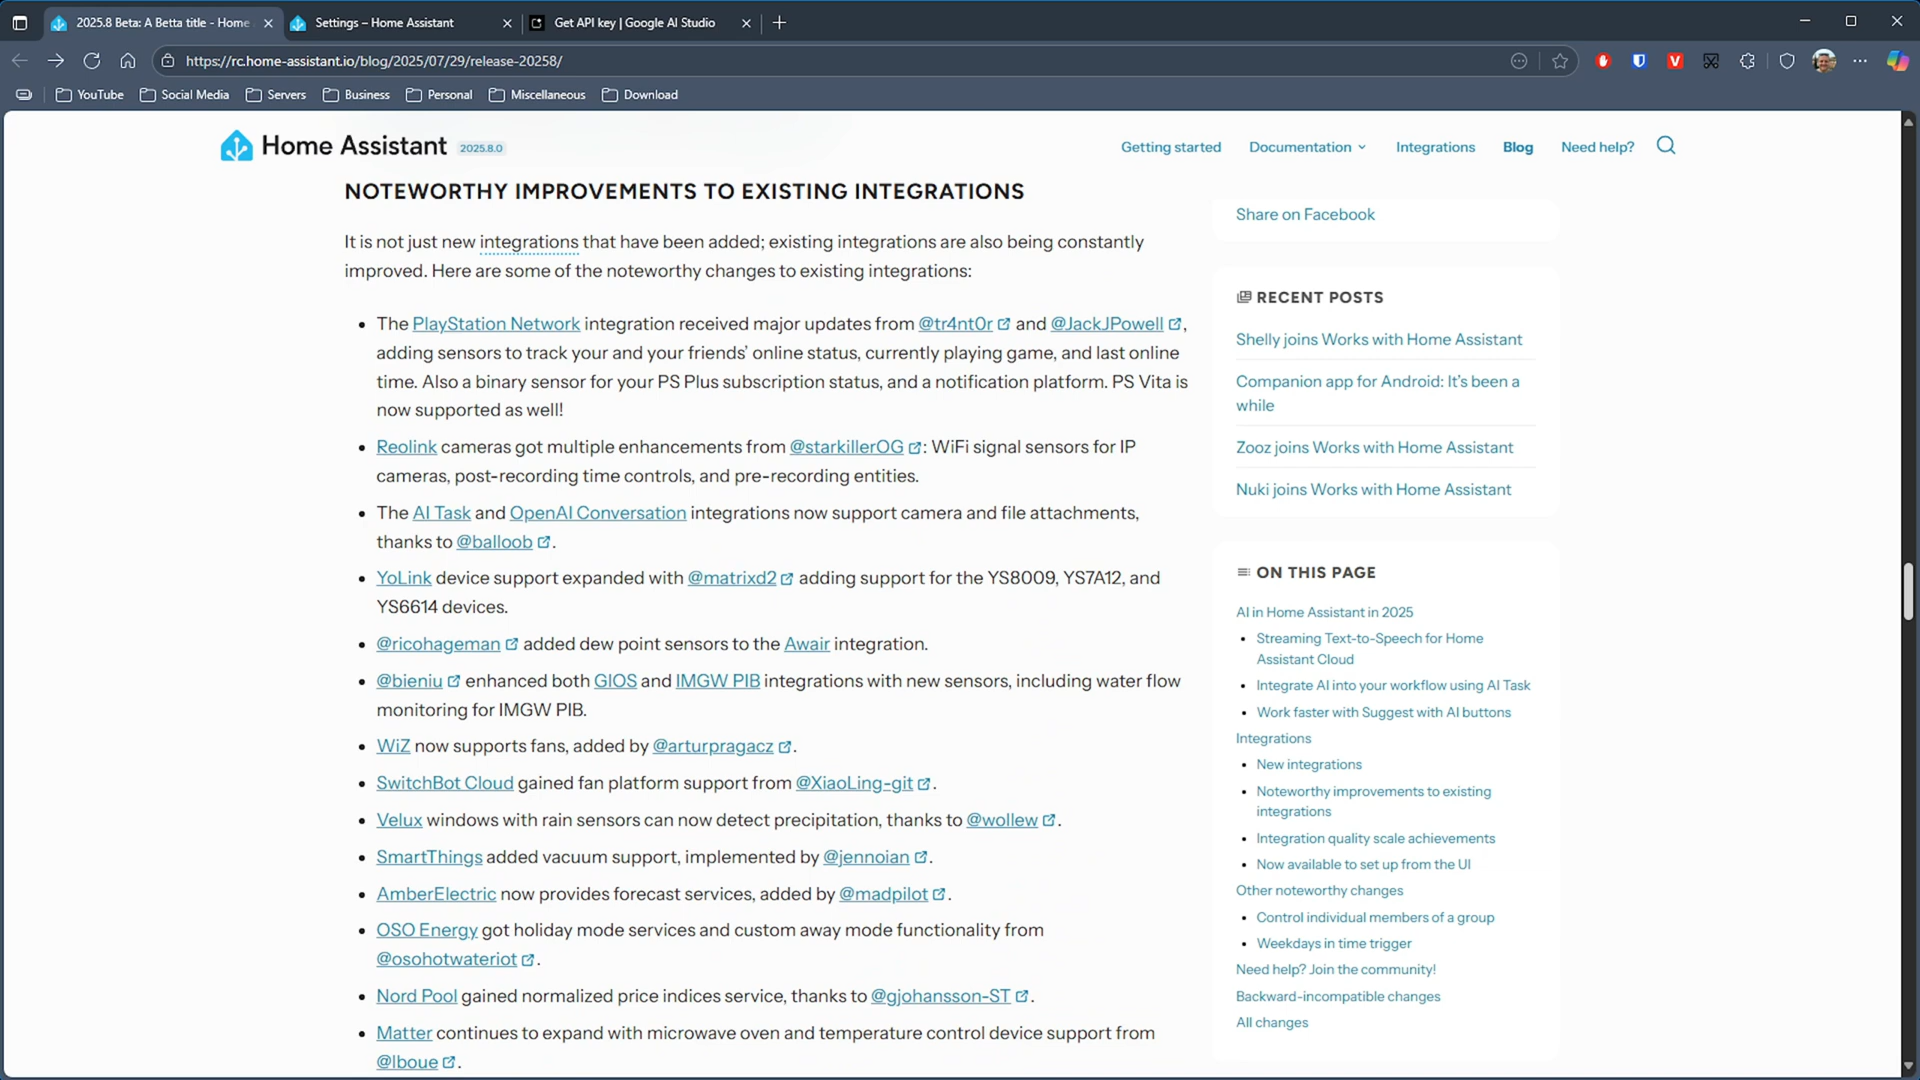 2025.8 Beta: A Betta title - Home
Settings – Home Assistant
Get API key | Google AI Studio
https://rc.home-assistant.io/blog/2025/07/29/release-20258/
YouTube
Social Media
Servers
Business
Personal
Miscellaneous
Download
Home Assistant 2025.8.0
Getting started
Documentation
Integrations
Blog
Need help?
NOTEWORTHY IMPROVEMENTS TO EXISTING INTEGRATIONS
It is not just new integrations that have been added; existing integrations are also being constantly
improved. Here are some of the noteworthy changes to existing integrations:
• The PlayStation Network integration received major updates from @tr4nt0r and @JackJPowell,
adding sensors to track your and your friends’ online status, currently playing game, and last online
time. Also a binary sensor for your PS Plus subscription status, and a notification platform. PS Vita is
now supported as well!
• Reolink cameras got multiple enhancements from @starkillerOG: WiFi signal sensors for IP
cameras, post-recording time controls, and pre-recording entities.
• The AI Task and OpenAI Conversation integrations now support camera and file attachments,
thanks to @balloob.
• YoLink device support expanded with @matrixd2 adding support for the YS8009, YS7A12, and
YS6614 devices.
• @ricohageman added dew point sensors to the Awair integration.
• @bieniu enhanced both GIOS and IMGW PIB integrations with new sensors, including water flow
monitoring for IMGW PIB.
• WiZ now supports fans, added by @arturpragacz.
• SwitchBot Cloud gained fan platform support from @XiaoLing-git.
• Velux windows with rain sensors can now detect precipitation, thanks to @wollew.
• SmartThings added vacuum support, implemented by @jennoian.
• AmberElectric now provides forecast services, added by @madpilot.
• OSO Energy got holiday mode services and custom away mode functionality from
@osohotwateriot.
• Nord Pool gained normalized price indices service, thanks to @gjohansson-ST.
• Matter continues to expand with microwave oven and temperature control device support from
@lboue.
Share on Facebook
RECENT POSTS
Shelly joins Works with Home Assistant
Companion app for Android: It’s been a
while
Zooz joins Works with Home Assistant
Nuki joins Works with Home Assistant
ON THIS PAGE
AI in Home Assistant in 2025
• Streaming Text-to-Speech for Home
Assistant Cloud
• Integrate AI into your workflow using AI Task
• Work faster with Suggest with AI buttons
Integrations
• New integrations
• Noteworthy improvements to existing
integrations
• Integration quality scale achievements
• Now available to set up from the UI
Other noteworthy changes
• Control individual members of a group
• Weekdays in time trigger
Need help? Join the community!
Backward-incompatible changes
All changes